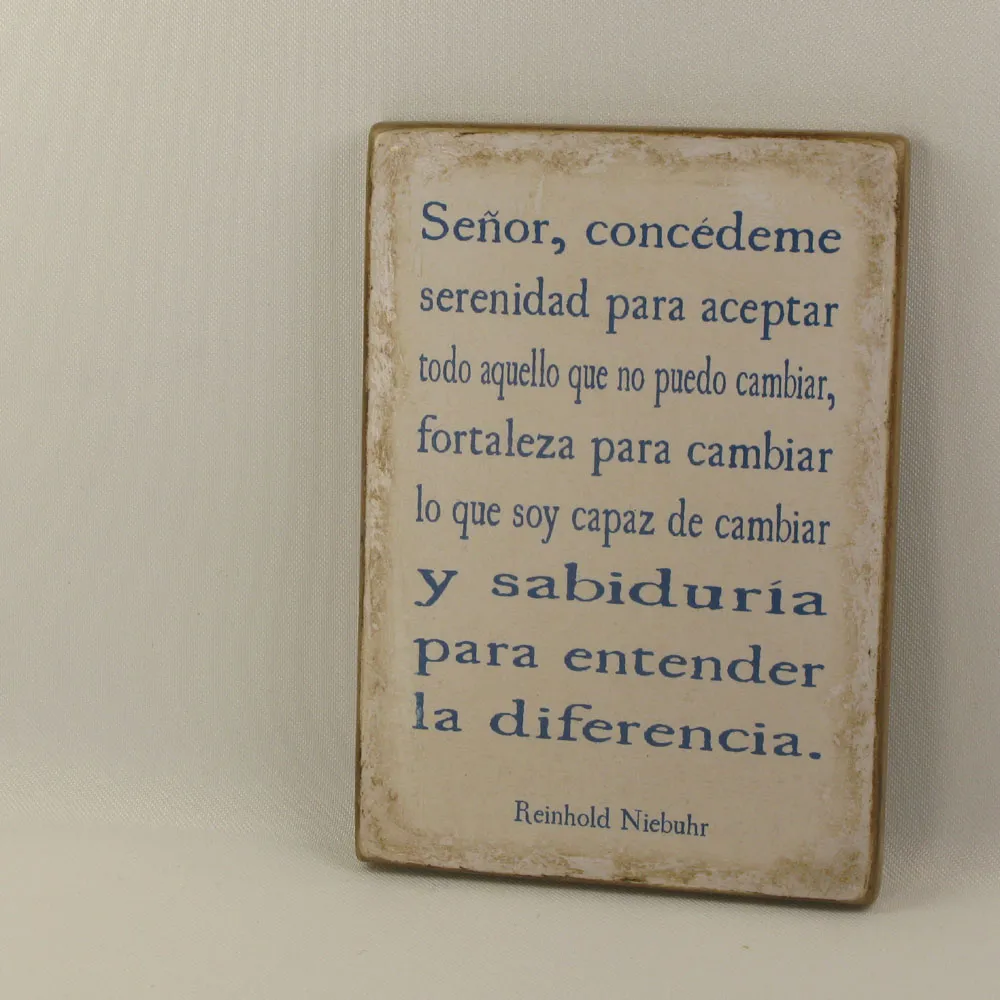 Señor, concédeme
serenidad para aceptar
todo aquello que no puedo cambiar,
fortaleza para cambiar
lo que soy capaz de cambiar
y sabiduría
para entender
la diferencia.
Reinhold Niebuhr